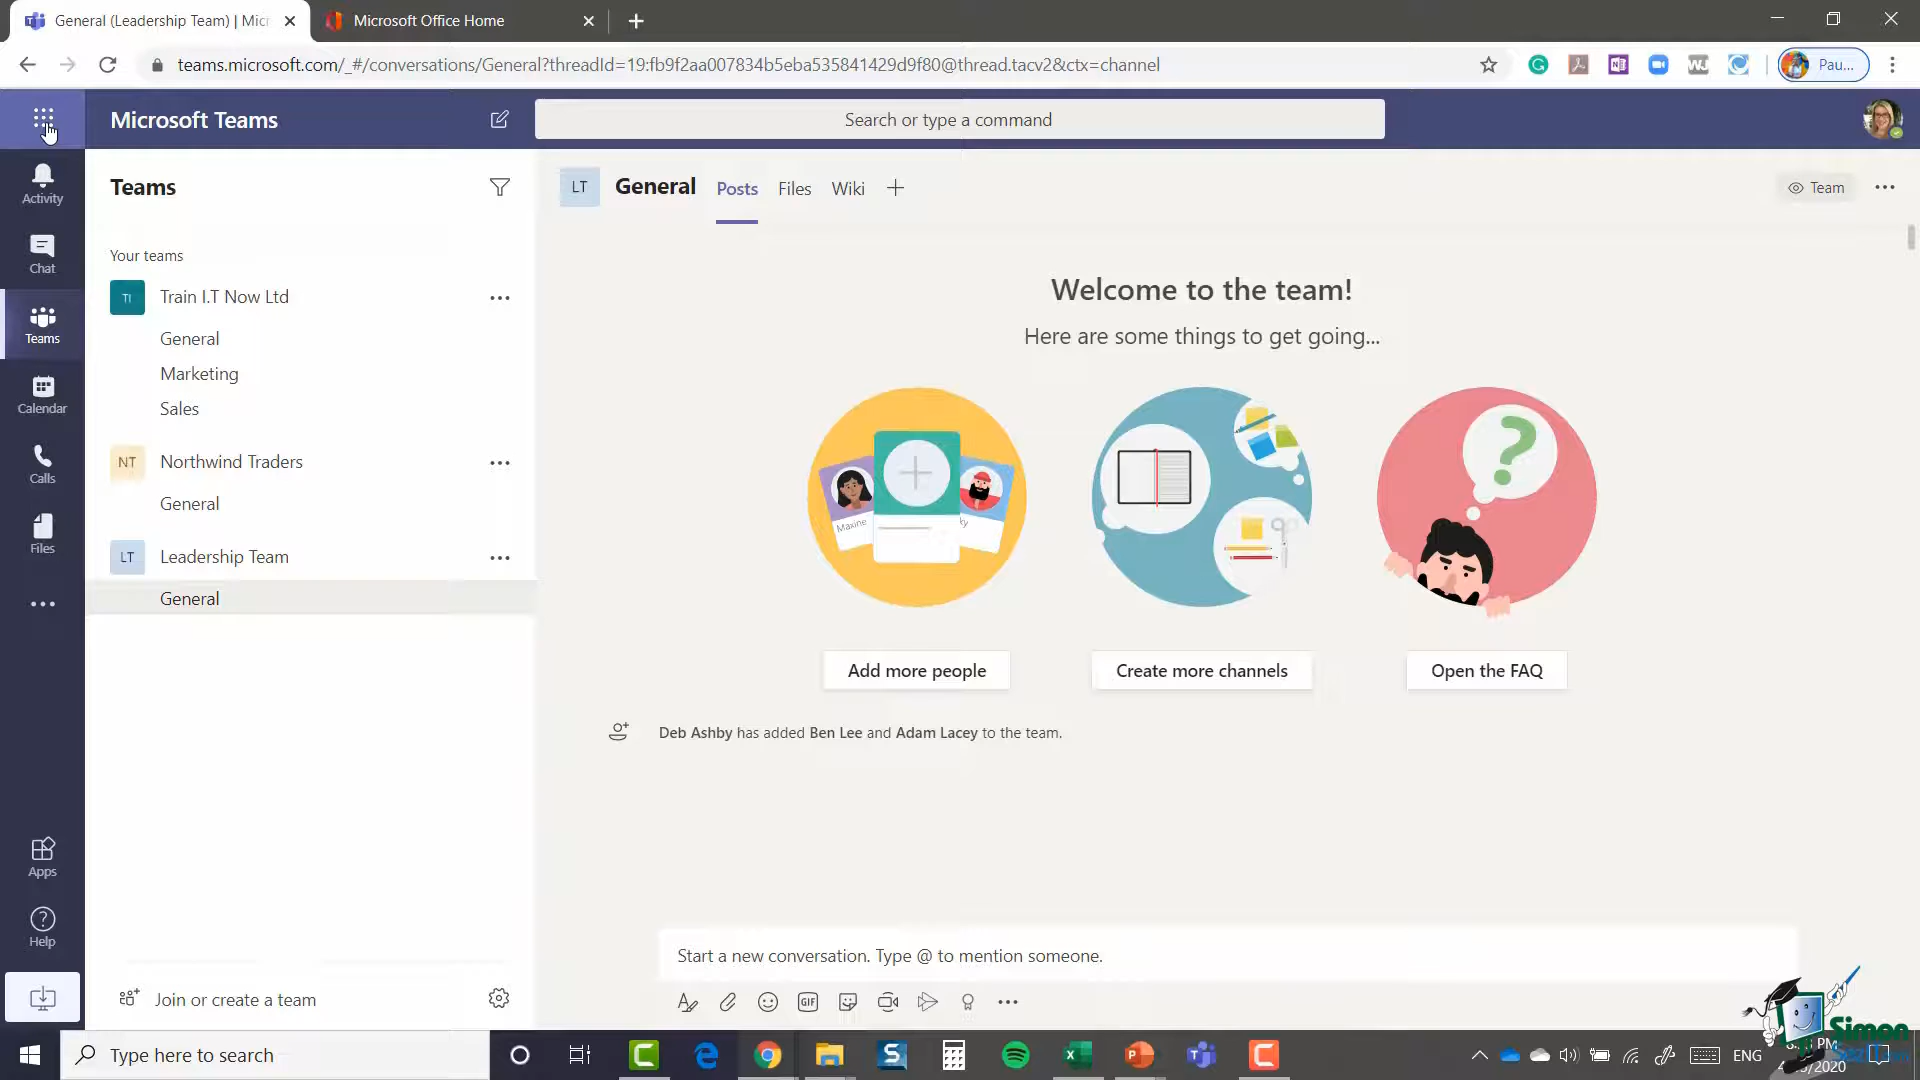 General (Leadership Team) | Mic
Microsoft Office Home
teams.microsoft.com/_#/conversations/General?threadId=19:fb9f2aa007834b5eba535841429d9f80@thread.tacv2&ctx=channel
Pau...
Microsoft Teams
Search or type a command
Activity
Chat
Teams
Calendar
Calls
Files
Apps
Help
Teams
Your teams
TI Train I.T Now Ltd
General
Marketing
Sales
NT Northwind Traders
General
LT Leadership Team
General
Join or create a team
LT General Posts Files Wiki
Team
Welcome to the team!
Here are some things to get going...
Maxine
Add more people
Create more channels
Open the FAQ
Deb Ashby has added Ben Lee and Adam Lacey to the team.
Start a new conversation. Type @ to mention someone.
GIF
Type here to search
ENG
Simon